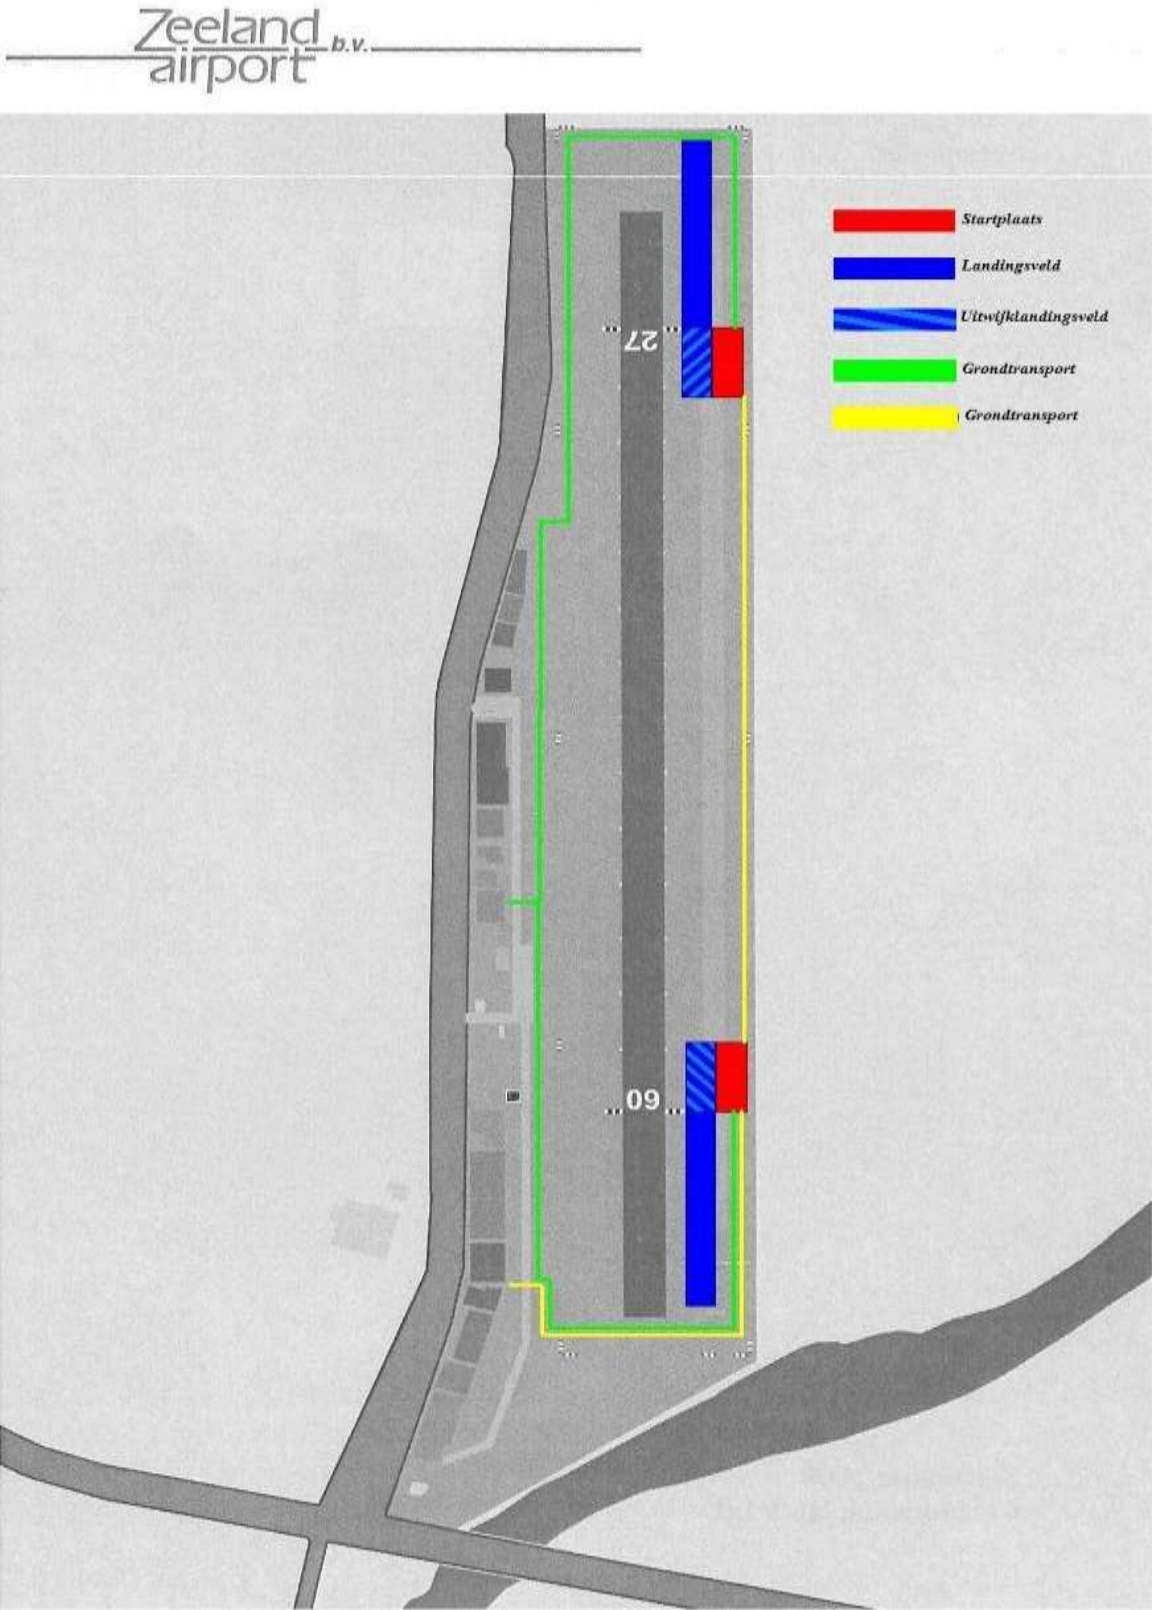 Zeeland
airport b.v.
Startplaats
Landingsveld
Uitwijklandingsveld
Grondtransport
Grondtransport
27
09